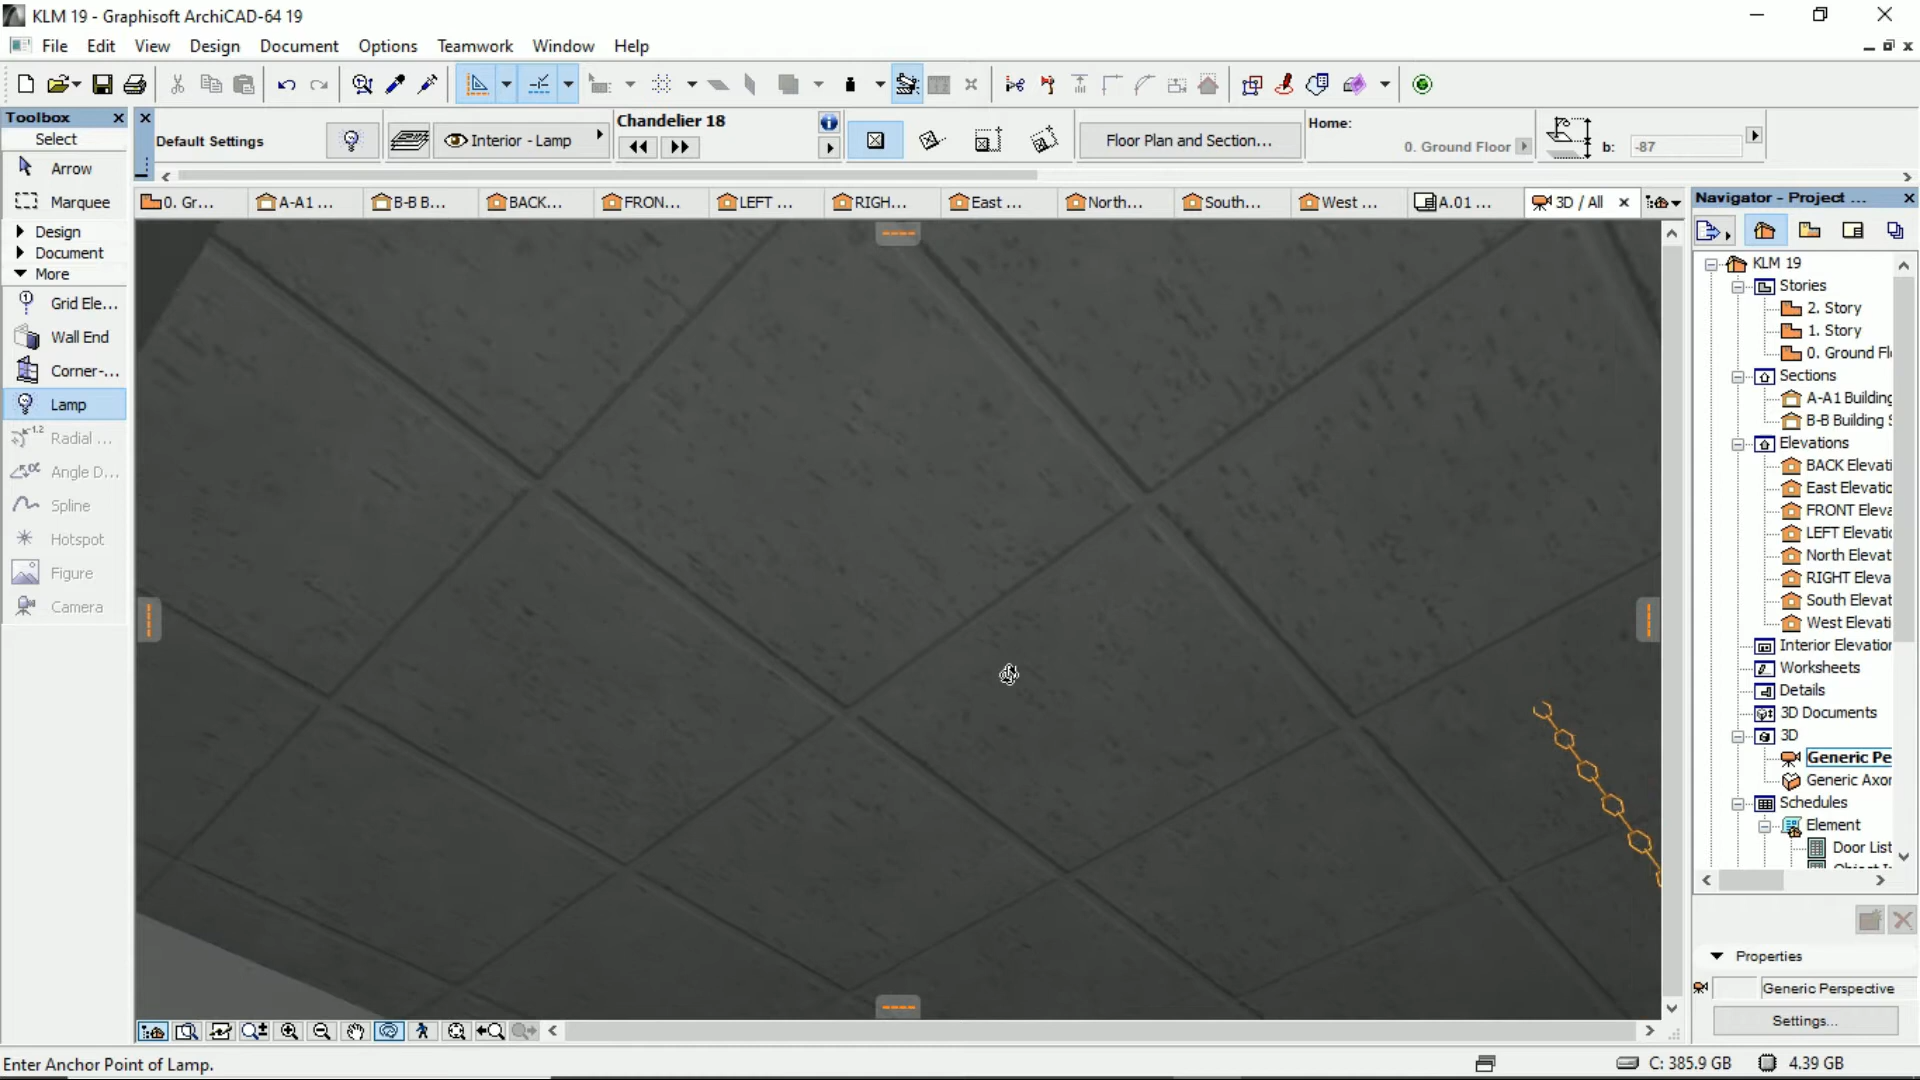 KLM 19 - Graphisoft ArchiCAD-64 19
File Edit View Design Document Options Teamwork Window Help
Toolbox
Select
Arrow
Marquee
Design
Document
More
Grid Ele...
Wall End
Corner-...
Lamp
Radial ...
Angle D...
Spline
Hotspot
Figure
Camera
Default Settings
Interior - Lamp
Chandelier 18
Floor Plan and Section...
Home:
0. Ground Floor
b: -87
0. Gr... A-A1 ... B-B B... BACK... FRON... LEFT ... RIGH... East ... North... South... West ... A.01 ... 3D / All
Navigator - Project ...
KLM 19
Stories
2. Story
1. Story
0. Ground Fl
Sections
A-A1 Building
B-B Building S
Elevations
BACK Elevati
East Elevatio
FRONT Eleva
LEFT Elevatio
North Elevat
RIGHT Eleva
South Elevat
West Elevati
Interior Elevation
Worksheets
Details
3D Documents
3D
Generic Pe
Generic Axon
Schedules
Element
Door List
Properties
Generic Perspective
Settings...
Enter Anchor Point of Lamp.
C: 385.9 GB
4.39 GB